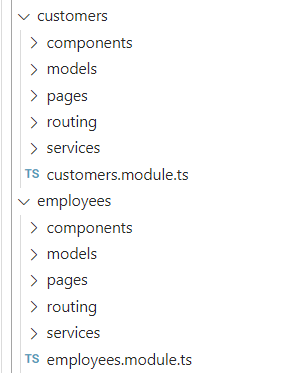 customers
components
models
pages
routing
services
TS customers.module.ts
employees
components
models
pages
routing
services
TS employees.module.ts